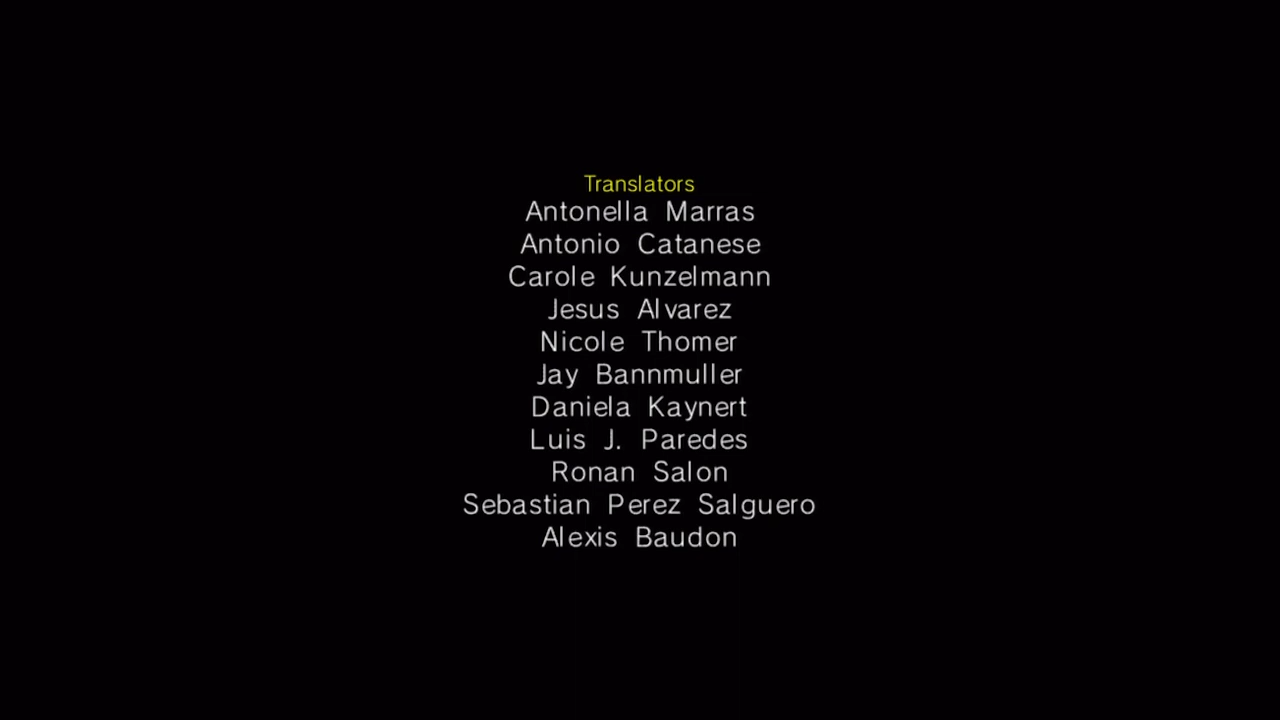 Translators
Antonella Marras
Antonio Catanese
Carole Kunzelmann
Jesus Alvarez
Nicole Thomer
Jay Bannmuller
Daniela Kaynert
Luis J. Paredes
Ronan Salon
Sebastian Perez Salguero
Alexis Baudon